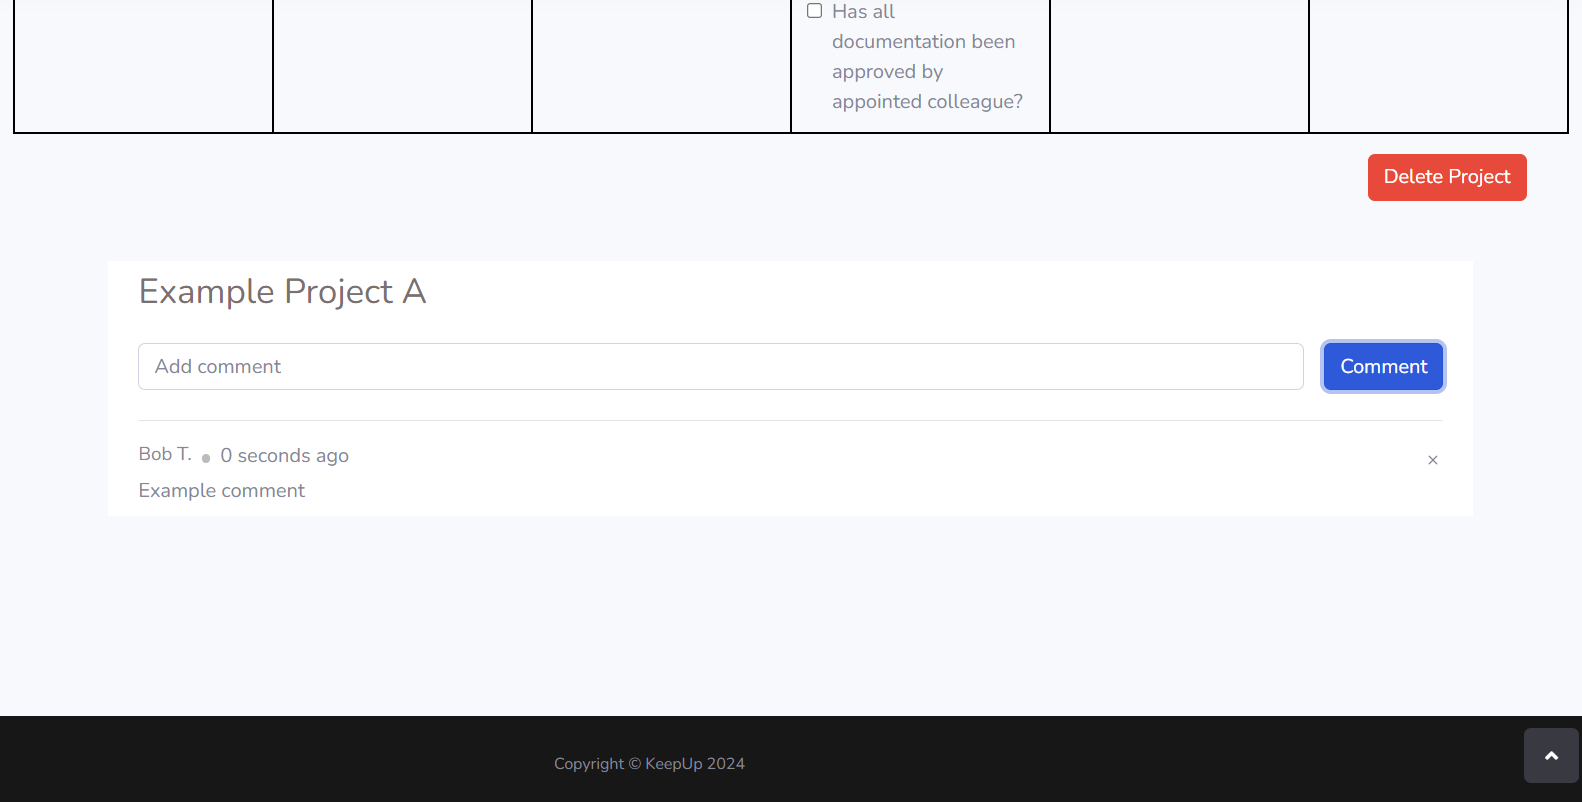 Has all
documentation been
approved by
appointed colleague?
Delete Project
Example Project A
Add comment
Comment
Bob T.
0 seconds ago
Example comment
Copyright © KeepUp 2024